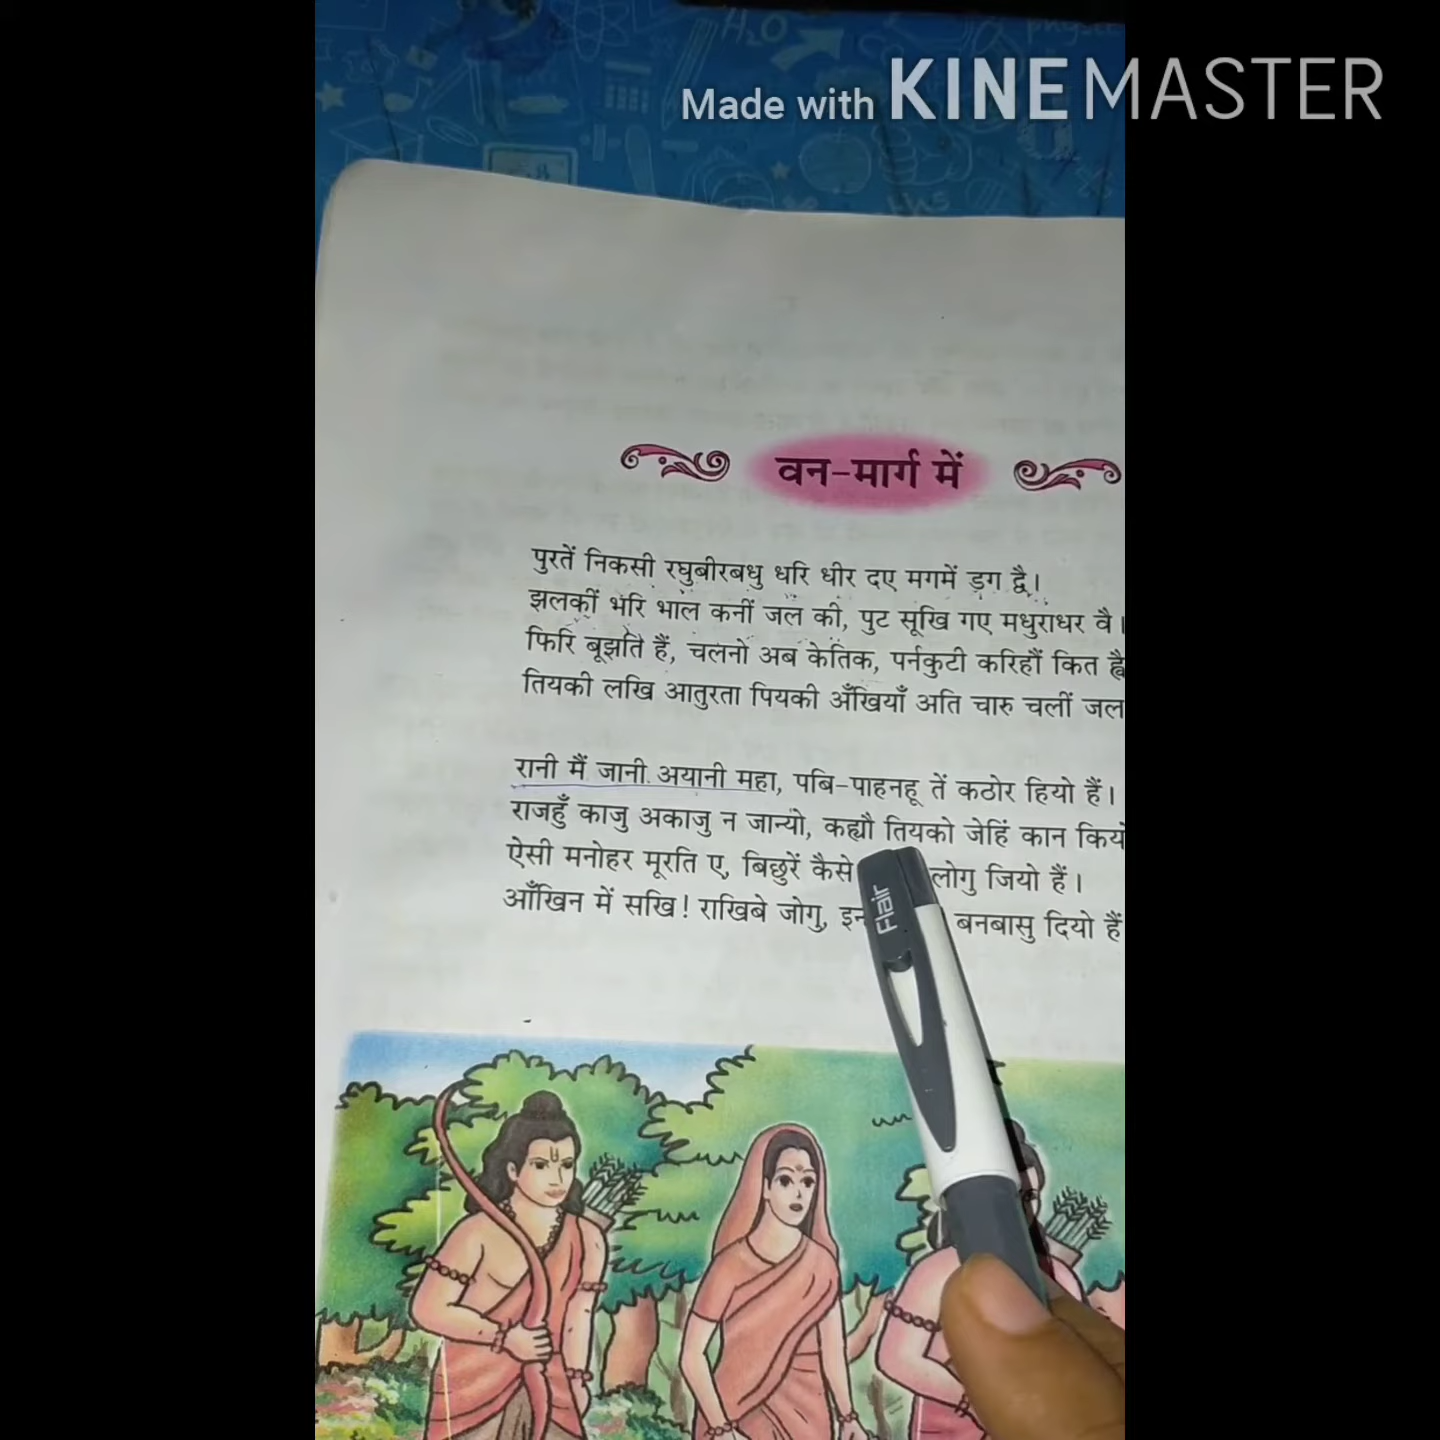 Made with KINEMASTER
वन-मार्ग में
पुरतें निकसी रघुबीरबधु धरि धीर दए मगमें डग द्वै।
झलकीं भरि भाल कनीं जल की, पुट सूखि गए मधुराधर वै।
फिरि बूझति हैं, चलनो अब केतिक, पर्नकुटी करिहौं कित ह्वै
तियकी लखि आतुरता पियकी अँखियाँ अति चारु चलीं जल
रानी मैं जानी अयानी महा, पबि-पाहनहू तें कठोर हियो हैं।
राजहुँ काजु अकाजु न जान्यो, कह्यौ तियको जेहिं कान कियो
ऐसी मनोहर मूरति ए, बिछुरें कैसे लोगु जियो हैं।
आँखिन में सखि! राखिबे जोगु, बनबासु दियो हैं
Flair